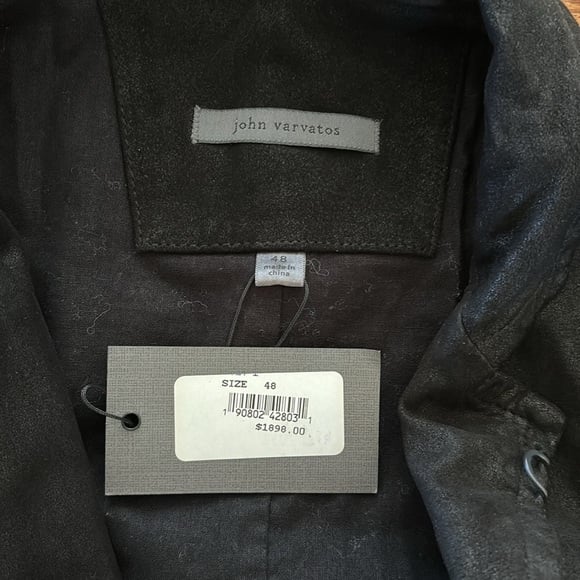 john varvatos
48
made in
china
SIZE 48
1 90802 42803 1
$1898.00